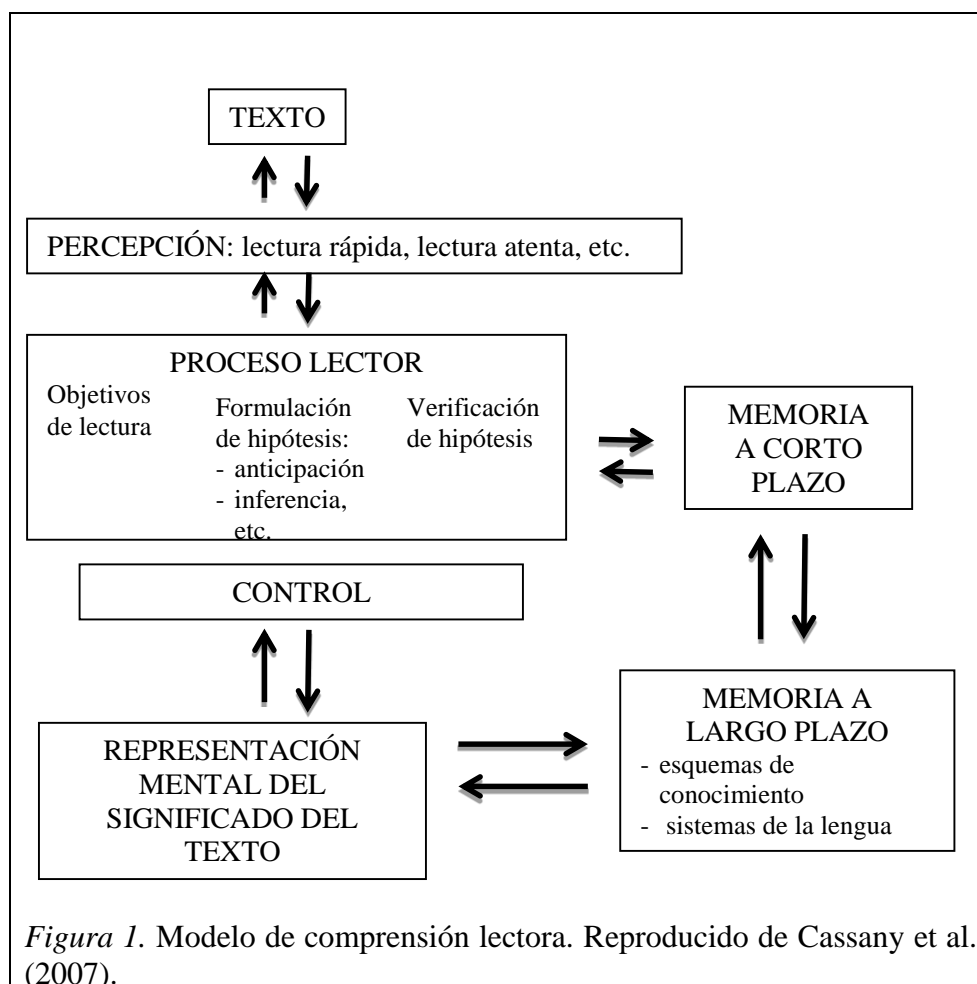 TEXTO
PERCEPCIÓN: lectura rápida, lectura atenta, etc.
PROCESO LECTOR
Objetivos
de lectura
Formulación
de hipótesis:
- anticipación
- inferencia,
etc.
Verificación
de hipótesis
MEMORIA
A CORTO
PLAZO
CONTROL
REPRESENTACIÓN
MENTAL DEL
SIGNIFICADO DEL
TEXTO
MEMORIA A
LARGO PLAZO
- esquemas de
conocimiento
- sistemas de la lengua
Figura 1. Modelo de comprensión lectora. Reproducido de Cassany et al.
(2007).